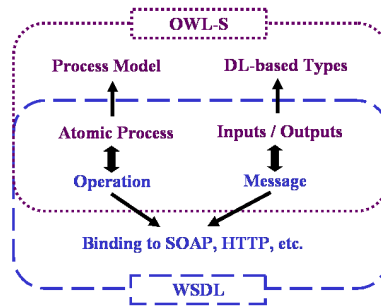 OWL-S
Process Model DL-based Types
Atomic Process Inputs / Outputs
Operation Message
Binding to SOAP, HTTP, etc.
WSDL